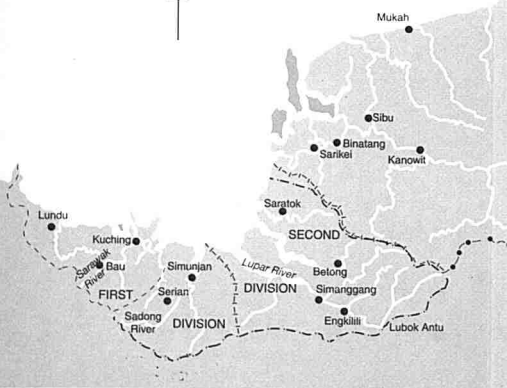 Mukah
Sibu
Binatang
Sarikei
Kanowit
Saratok
Lundu
SECOND
Kuching
Lupar River
Sarawak
River
Bau
Simunjan
Betong
DIVISION
Serian
FIRST
Simanggang
Sadong
River
DIVISION
Engkilili
Lubok Antu